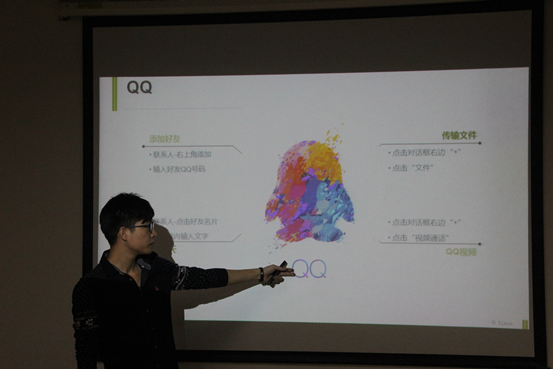 QQ
添加好友
• 联系人-右上角添加
• 输入好友QQ号码
传输文件
• 点击对话框右边 “+”
• 点击 “文件”
联系人-点击好友名片
向输入文字
• 点击对话框右边 “+”
• 点击 “视频通话”
QQ视频
QQ